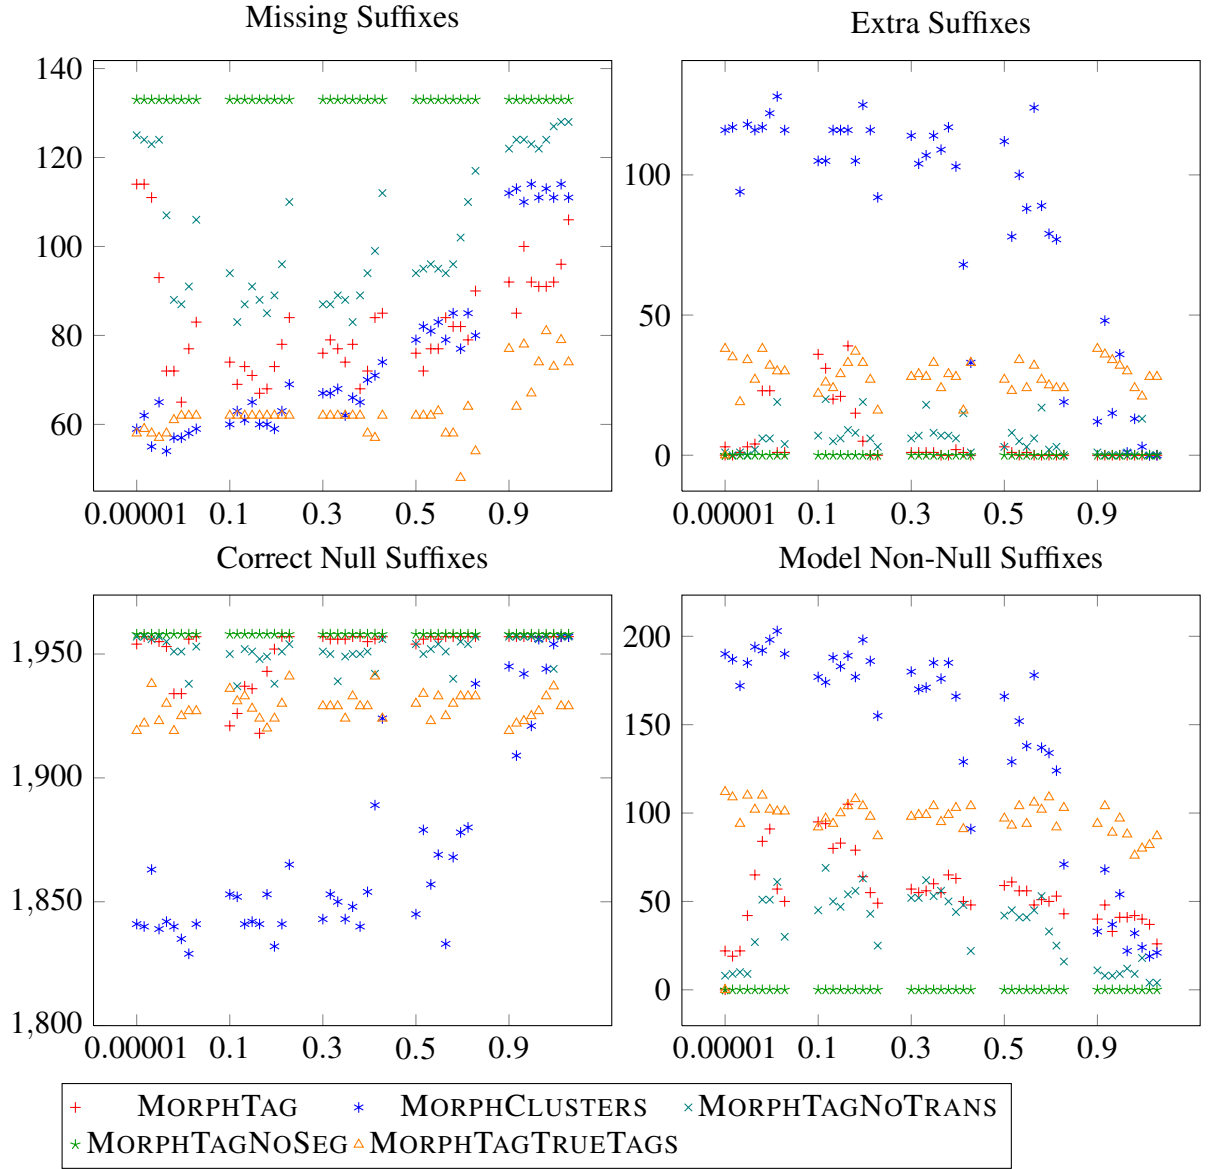 Missing Suffixes
140
120
100
80
60
0.00001 0.1 0.3 0.5 0.9
Extra Suffixes
100
50
0
0.00001 0.1 0.3 0.5 0.9
Correct Null Suffixes
1,950
1,900
1,850
1,800
0.00001 0.1 0.3 0.5 0.9
Model Non-Null Suffixes
200
150
100
50
0
0.00001 0.1 0.3 0.5 0.9
MORPHTAG MORPHCLUSTERS MORPHTAGNOTRANS
MORPHTAGNOSEG MORPHTAGTRUETAGS